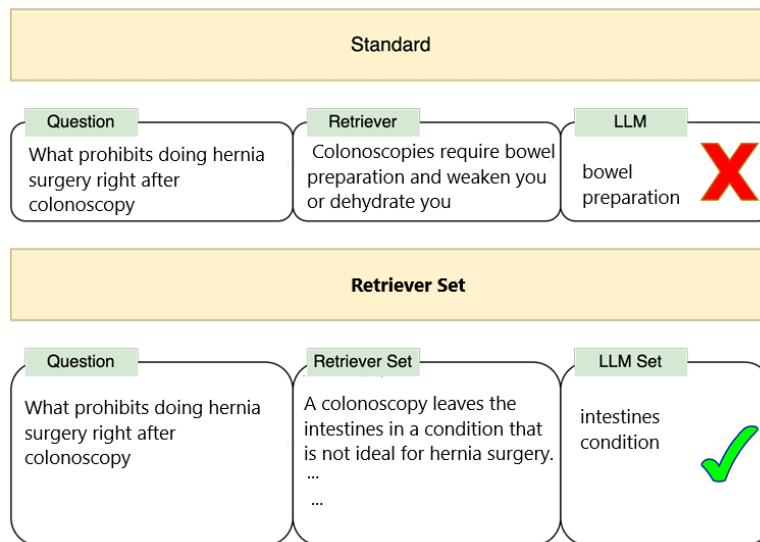 Standard
Question
What prohibits doing hernia
surgery right after
colonoscopy
Retriever
Colonoscopies require bowel
preparation and weaken you
or dehydrate you
LLM
bowel
preparation
X
Retriever Set
Question
What prohibits doing hernia
surgery right after
colonoscopy
Retriever Set
A colonoscopy leaves the
intestines in a condition that
is not ideal for hernia surgery.
...
...
LLM Set
intestines
condition